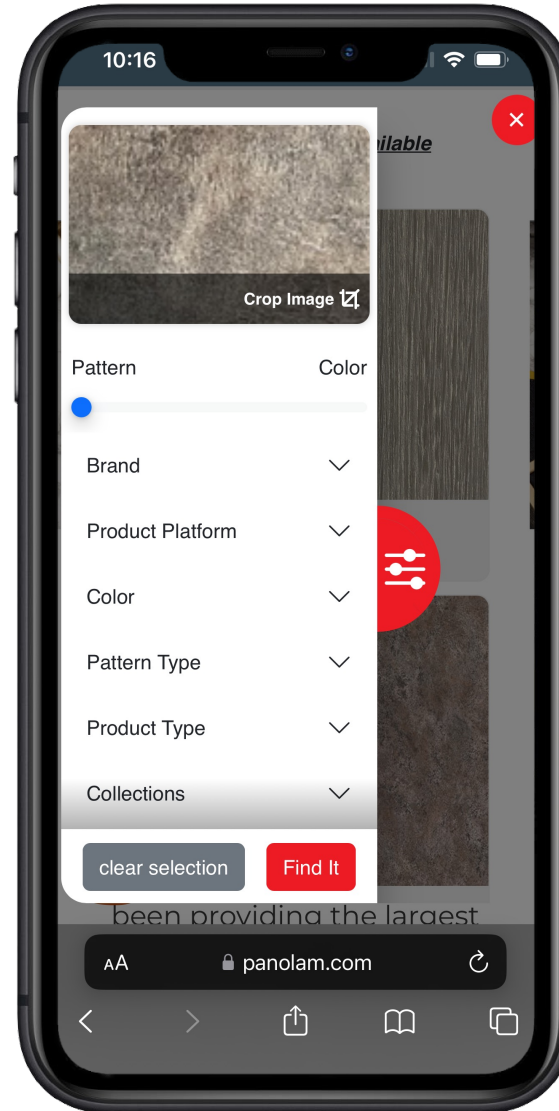 10:16
ilable
Crop Image
Pattern Color
Brand
Product Platform
Color
Pattern Type
Product Type
Collections
clear selection Find It
been providing the largest
AA panolam.com